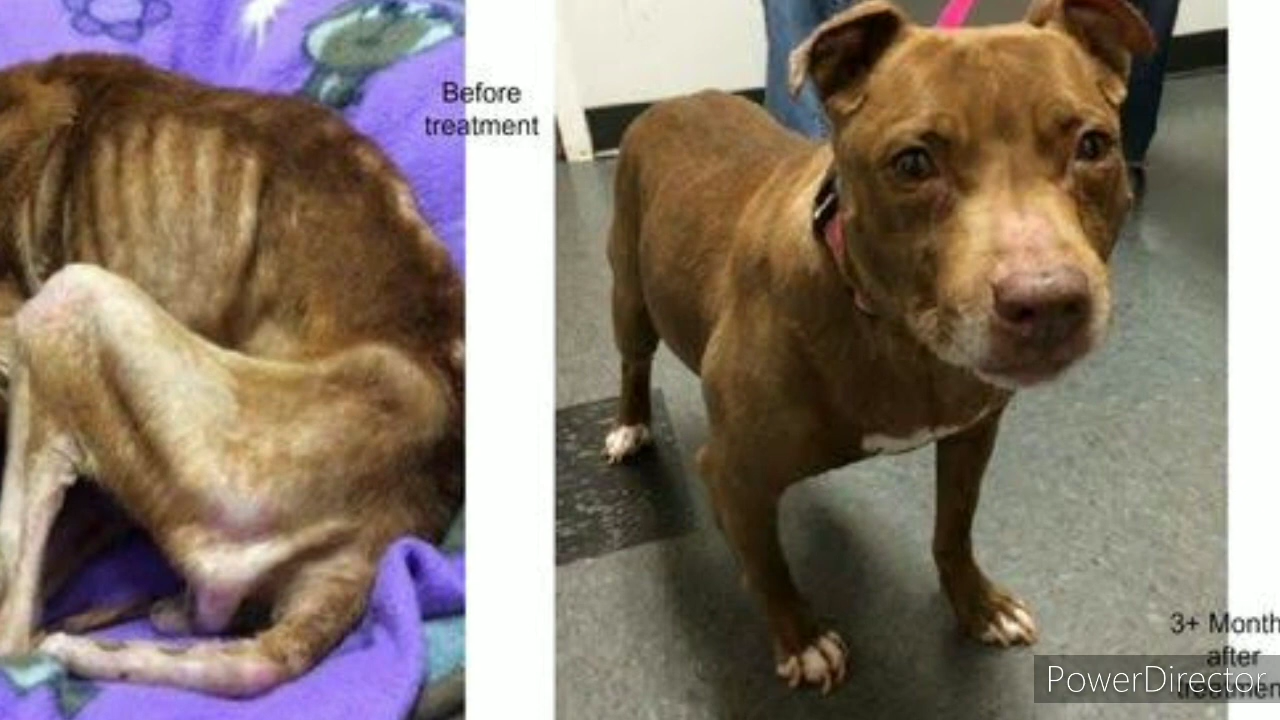 Before
treatment
3+ Month
after
PowerDirector